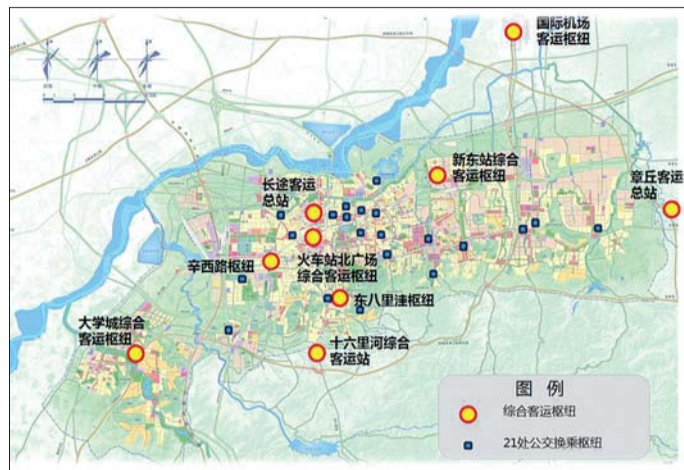 国际机场
客运枢纽
新东站综合
客运枢纽
章丘客运
总站
长途客运
总站
辛西路枢纽
火车站北广场
综合客运枢纽
东八里洼枢纽
大学城综合
客运枢纽
十六里河综合
客运站
图 例
综合客运枢纽
21处公交换乘枢纽